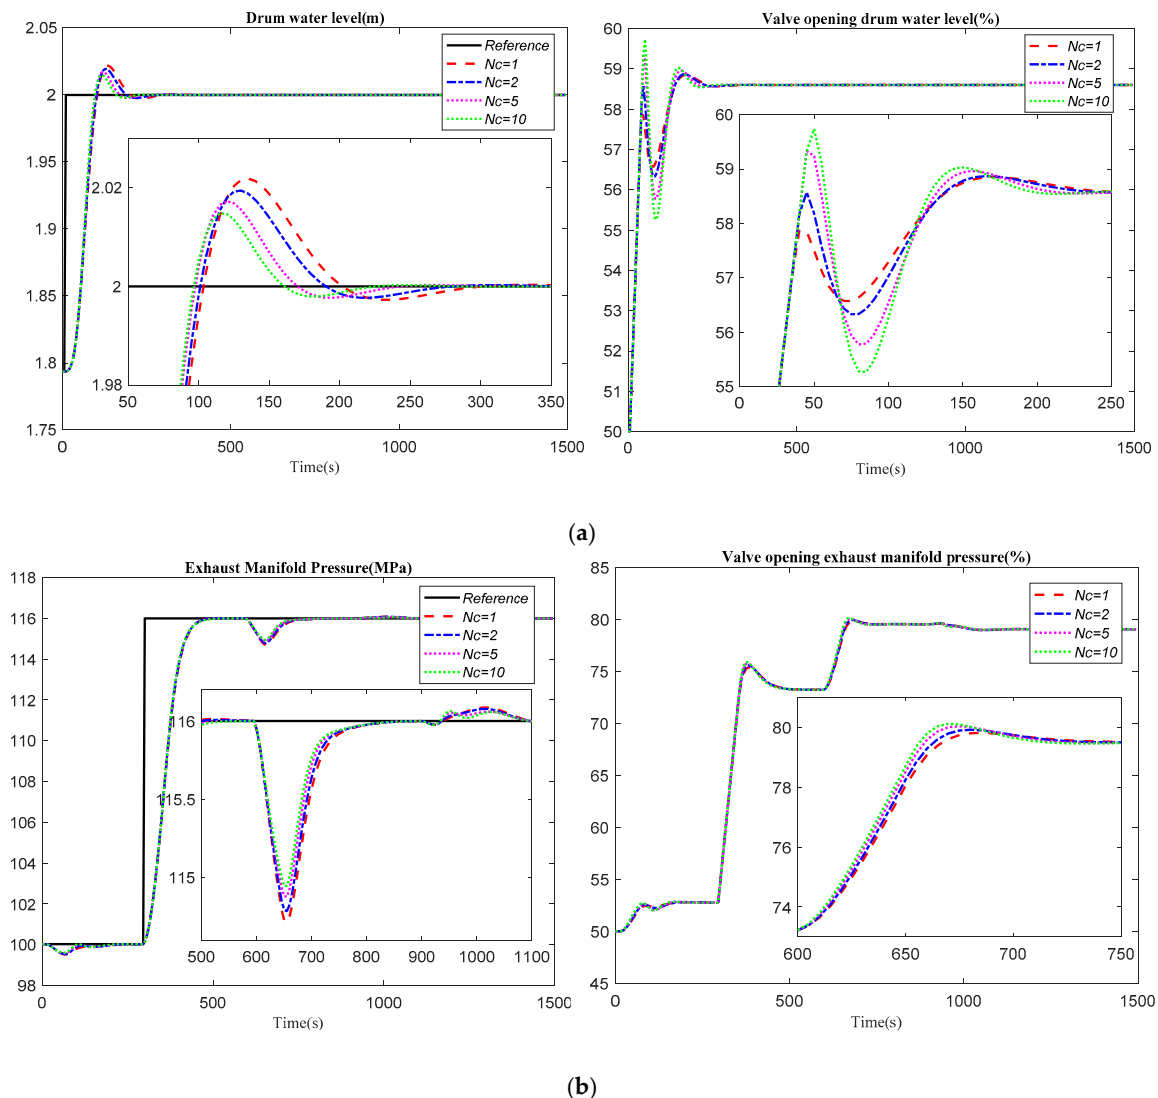 Drum water level(m)
2.05
2
1.95
1.9
1.85
1.8
1.75
Reference
Nc=1
Nc=2
Nc=5
Nc=10
2.02
2
1.98
50 100 150 200 250 300 350
0 500 1000 1500
Time(s)
Valve opening drum water level(%)
60
59
58
57
56
55
54
53
52
51
50
Nc=1
Nc=2
Nc=5
Nc=10
60
59
58
57
56
55
0 50 100 150 200 250
0 500 1000 1500
Time(s)
(a)
Exhaust Manifold Pressure(MPa)
118
116
114
112
110
108
106
104
102
100
98
Reference
Nc=1
Nc=2
Nc=5
Nc=10
116
115.5
115
500 600 700 800 900 1000 1100
0 500 1000 1500
Time(s)
Valve opening exhaust manifold pressure(%)
85
80
75
70
65
60
55
50
45
Nc=1
Nc=2
Nc=5
Nc=10
80
78
76
74
600 650 700 750
0 500 1000 1500
Time(s)
(b)